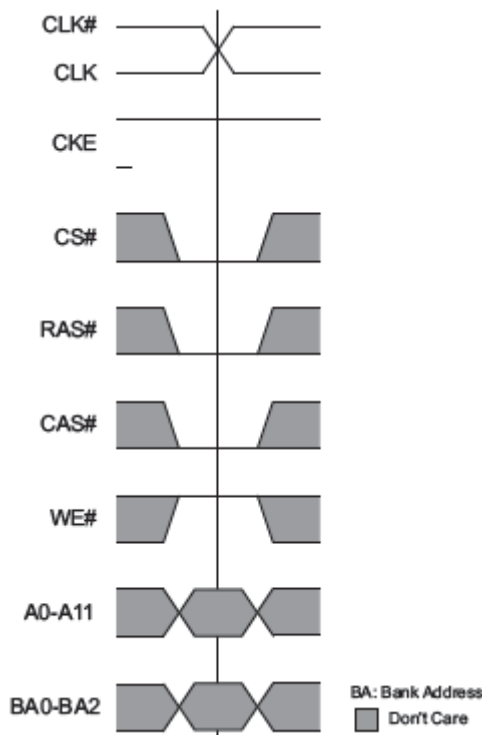 CLK#
CLK
CKE
CS#
RAS#
CAS#
WE#
A0-A11
BA0-BA2
BA: Bank Address
Don't Care